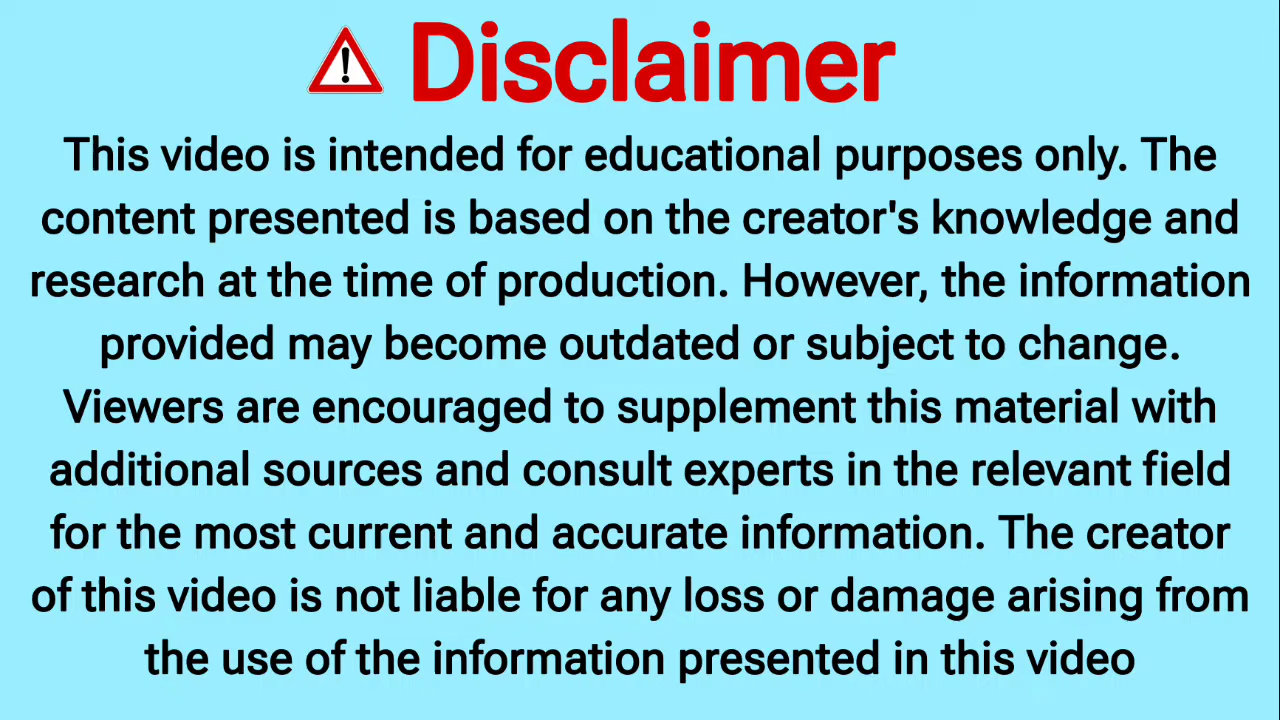 Disclaimer
This video is intended for educational purposes only. The
content presented is based on the creator's knowledge and
research at the time of production. However, the information
provided may become outdated or subject to change.
Viewers are encouraged to supplement this material with
additional sources and consult experts in the relevant field
for the most current and accurate information. The creator
of this video is not liable for any loss or damage arising from
the use of the information presented in this video